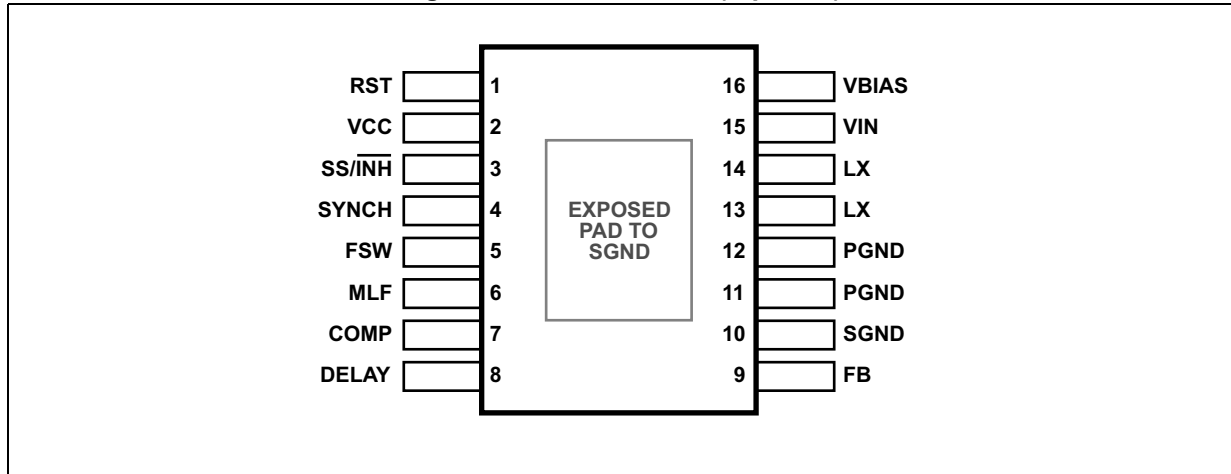 RST 1 16 VBIAS
VCC 2 15 VIN
SS/INH 3 14 LX
SYNCH 4 EXPOSED 13 LX
PAD TO
FSW 5 SGND 12 PGND
MLF 6 11 PGND
COMP 7 10 SGND
DELAY 8 9 FB